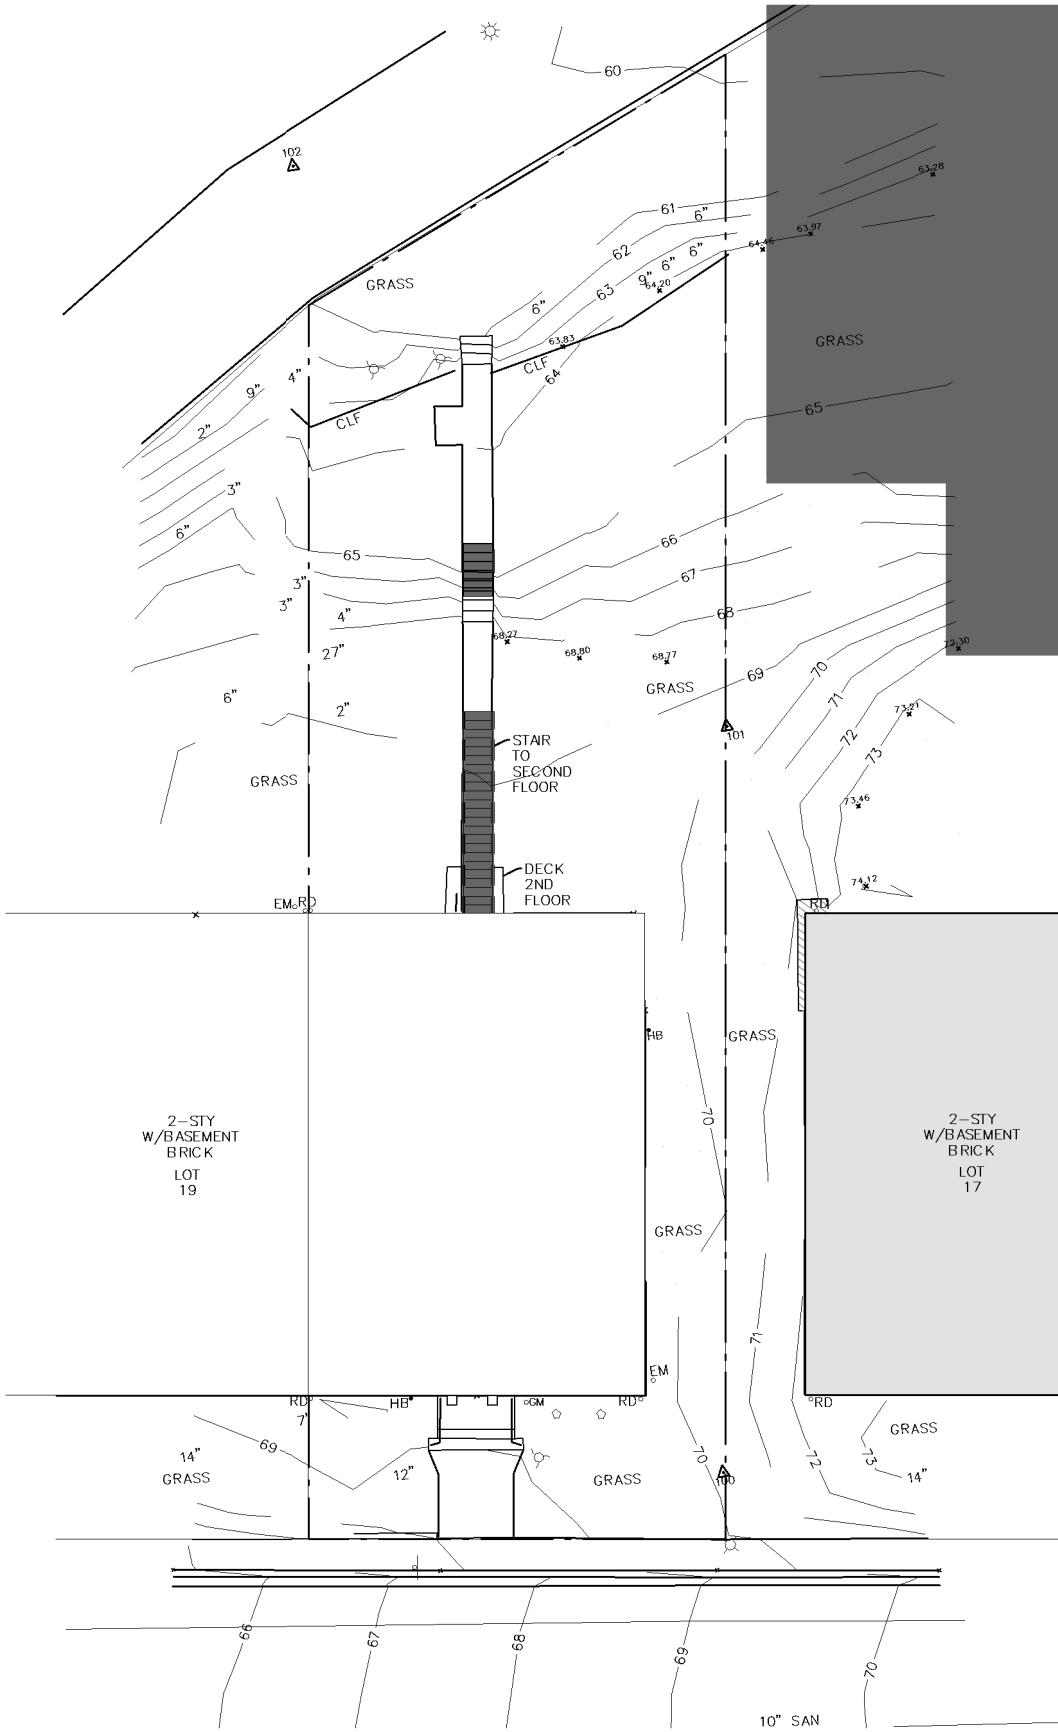 60
102
63.28
61
6"
63.97
62
6"
64.46
6"
9"
GRASS
64.20
63
6"
63.83
GRASS
CLF
4"
64
9"
65
CLF
2"
3"
6"
66
65
67
3"
3"
68
4"
68.27
72.30
27"
68.80
68.77
70
69
GRASS
6"
71
2"
73.21
101
72
STAIR
TO
SECOND
FLOOR
73
GRASS
73.46
DECK
2ND
FLOOR
74.12
EM
RD
RD
HB
GRASS
70
2-STY
W/BASEMENT
BRICK
LOT
19
2-STY
W/BASEMENT
BRICK
LOT
17
GRASS
71
EM
RD
HB
GM
RD
RD
7'
GRASS
69
14"
70
72
73
GRASS
12"
GRASS
100
14"
66
67
68
69
70
10" SAN